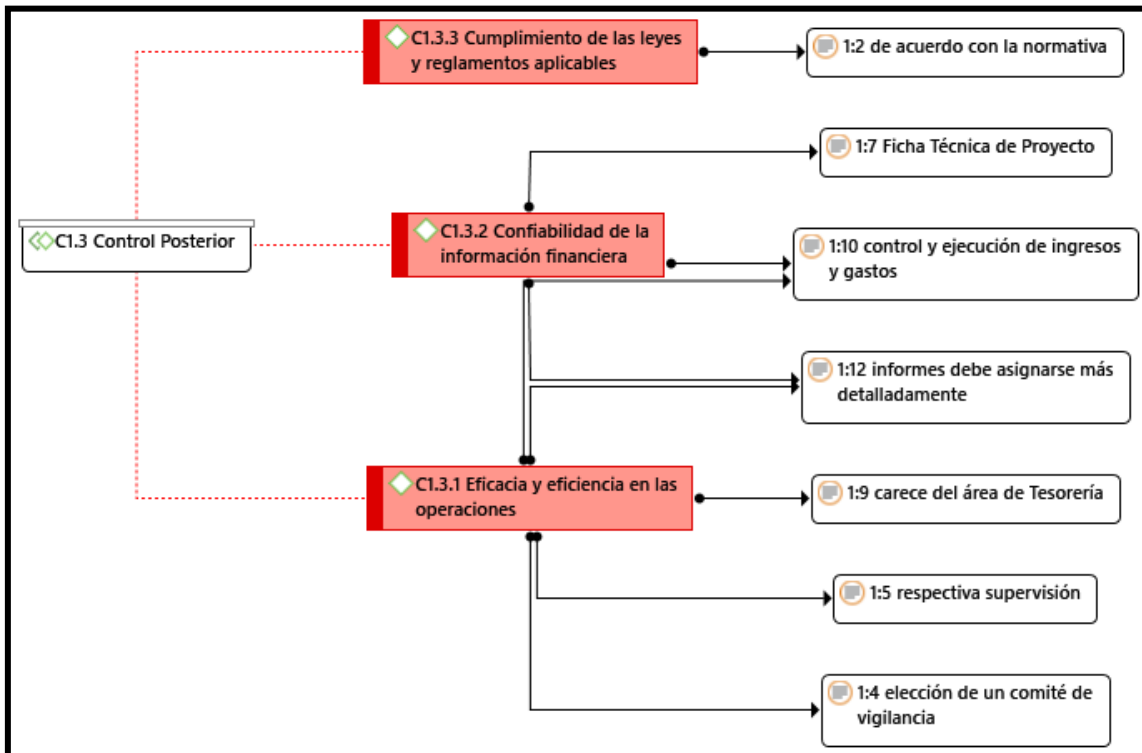 C1.3.3 Cumplimiento de las leyes
y reglamentos aplicables
1:2 de acuerdo con la normativa
1:7 Ficha Técnica de Proyecto
C1.3 Control Posterior
C1.3.2 Confiabilidad de la
información financiera
1:10 control y ejecución de ingresos
y gastos
1:12 informes debe asignarse más
detalladamente
C1.3.1 Eficacia y eficiencia en las
operaciones
1:9 carece del área de Tesorería
1:5 respectiva supervisión
1:4 elección de un comité de
vigilancia